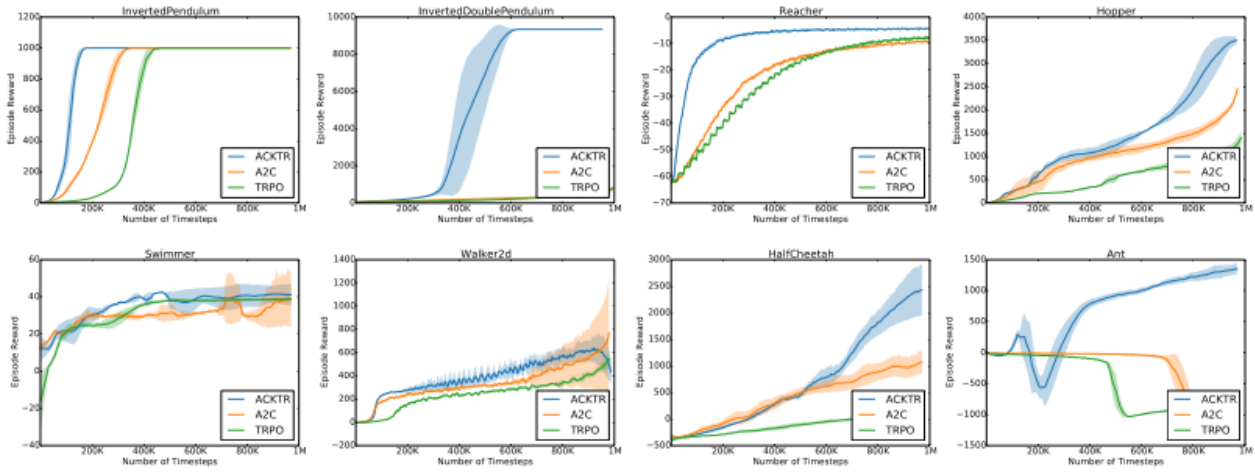 InvertedPendulum
1200
1000
800
600
400
200
0
Episode Reward
200K 400K 600K 800K 1M
Number of Timesteps
ACKTR
A2C
TRPO
InvertedDoublePendulum
10000
8000
6000
4000
2000
0
Episode Reward
200K 400K 600K 800K 1M
Number of Timesteps
ACKTR
A2C
TRPO
Reacher
0
−10
−20
−30
−40
−50
−60
−70
Episode Reward
200K 400K 600K 800K 1M
Number of Timesteps
ACKTR
A2C
TRPO
Hopper
4000
3500
3000
2500
2000
1500
1000
500
0
Episode Reward
200K 400K 600K 800K 1M
Number of Timesteps
ACKTR
A2C
TRPO
Swimmer
60
40
20
0
−20
−40
Episode Reward
200K 400K 600K 800K 1M
Number of Timesteps
ACKTR
A2C
TRPO
Walker2d
1400
1200
1000
800
600
400
200
0
−200
Episode Reward
200K 400K 600K 800K 1M
Number of Timesteps
ACKTR
A2C
TRPO
HalfCheetah
3000
2500
2000
1500
1000
500
0
−500
Episode Reward
200K 400K 600K 800K 1M
Number of Timesteps
ACKTR
A2C
TRPO
Ant
1500
1000
500
0
−500
−1000
−1500
Episode Reward
200K 400K 600K 800K 1M
Number of Timesteps
ACKTR
A2C
TRPO